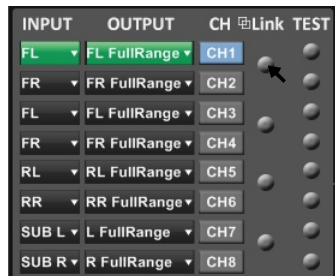 INPUT OUTPUT CH Link TEST
FL FL FullRange CH1
FR FR FullRange CH2
FL FL FullRange CH3
FR FR FullRange CH4
RL RL FullRange CH5
RR RR FullRange CH6
SUB L L FullRange CH7
SUB R R FullRange CH8